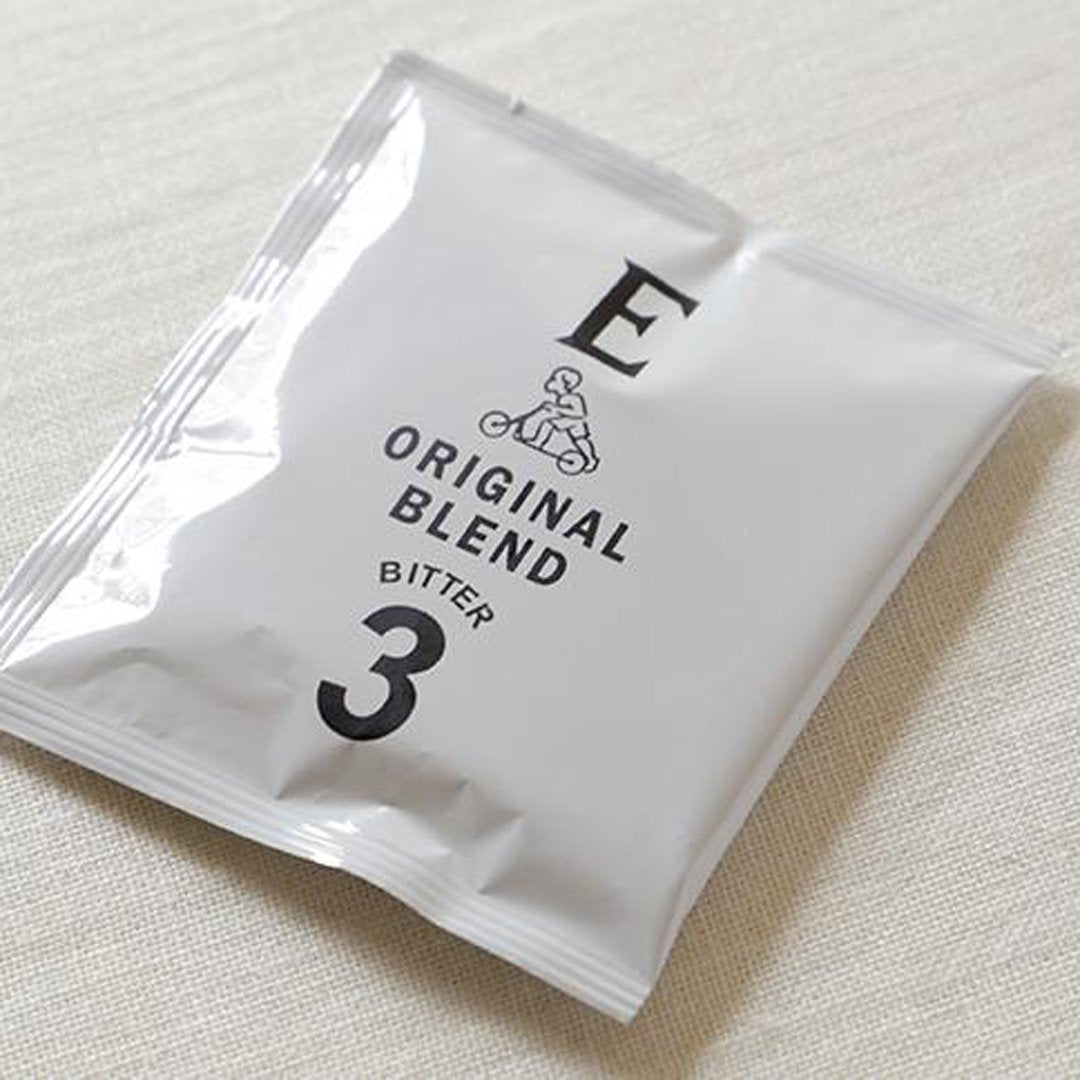 E
ORIGINAL
BLEND
BITTER
3